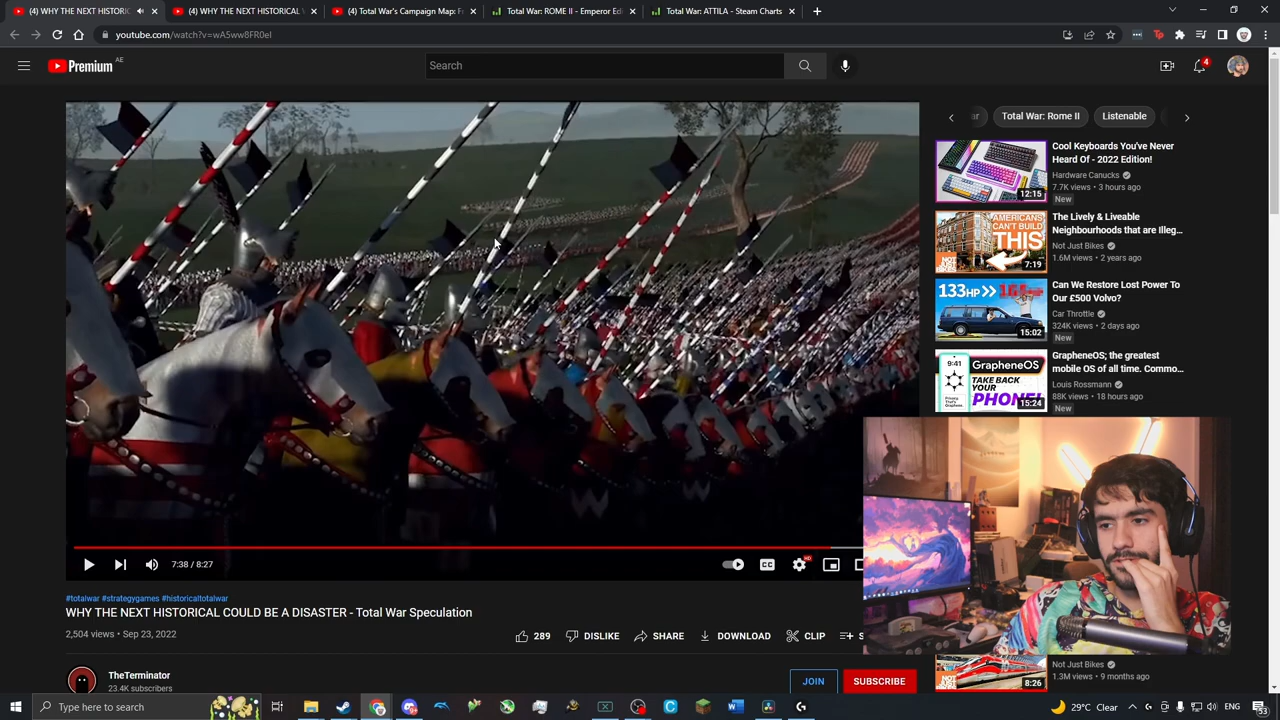 (4) WHY THE NEXT HISTORIC
(4) WHY THE NEXT HISTORICAL
(4) Total War's Campaign Map: F
Total War: ROME II - Emperor Ed
Total War: ATTILA - Steam Charts
youtube.com/watch?v=wA5ww8FR0eI
Premium AE
Search
4
Total War: Rome II
Listenable
Cool Keyboards You've Never
Heard Of - 2022 Edition!
Hardware Canucks
7.7K views • 3 hours ago
New
12:15
The Lively & Liveable
Neighbourhoods that are Illeg...
Not Just Bikes
1.6M views • 2 years ago
AMERICANS
CAN'T BUILD
THIS
7:19
Can We Restore Lost Power To
Our £500 Volvo?
Car Throttle
324K views • 2 days ago
New
133HP >>
15:02
GrapheneOS; the greatest
mobile OS of all time. Commo...
Louis Rossmann
88K views • 18 hours ago
New
9:41
GrapheneOS
TAKE BACK
YOUR
PHONE!
15:24
7:38 / 8:27
CC
HD
#totalwar #strategygames #historicaltotalwar
WHY THE NEXT HISTORICAL COULD BE A DISASTER - Total War Speculation
2,504 views • Sep 23, 2022
289
DISLIKE
SHARE
DOWNLOAD
CLIP
S
TheTerminator
23.4K subscribers
JOIN
SUBSCRIBE
Not Just Bikes
1.3M views • 9 months ago
8:26
Type here to search
29°C Clear
ENG
53